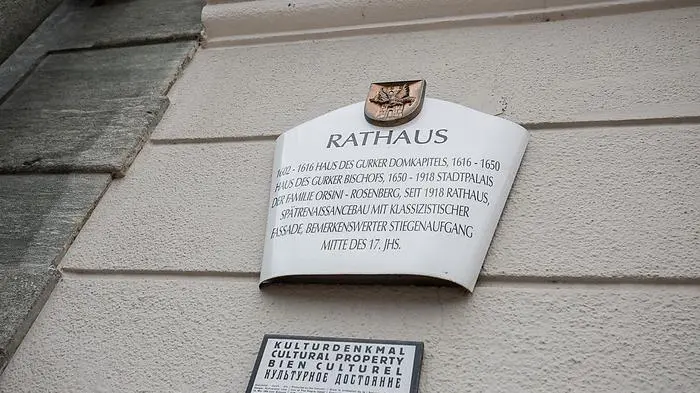 RATHAUS
1602 - 1616 HAUS DES GURKER DOMKAPITELS, 1616 - 1650
HAUS DES GURKER BISCHOFS, 1650 - 1918 STADTPALAIS
DER FAMILIE ORSINI - ROSENBERG, SEIT 1918 RATHAUS,
SPÄTRENAISSANCEBAU MIT KLASSIZISTISCHER
FASSADE, BEMERKENSWERTER STIEGENAUFGANG
MITTE DES 17. JHS.
KULTURDENKMAL
CULTURAL PROPERTY
BIEN CULTUREL
КУЛЬТУРНОЕ ДОСТОЯНИЕ